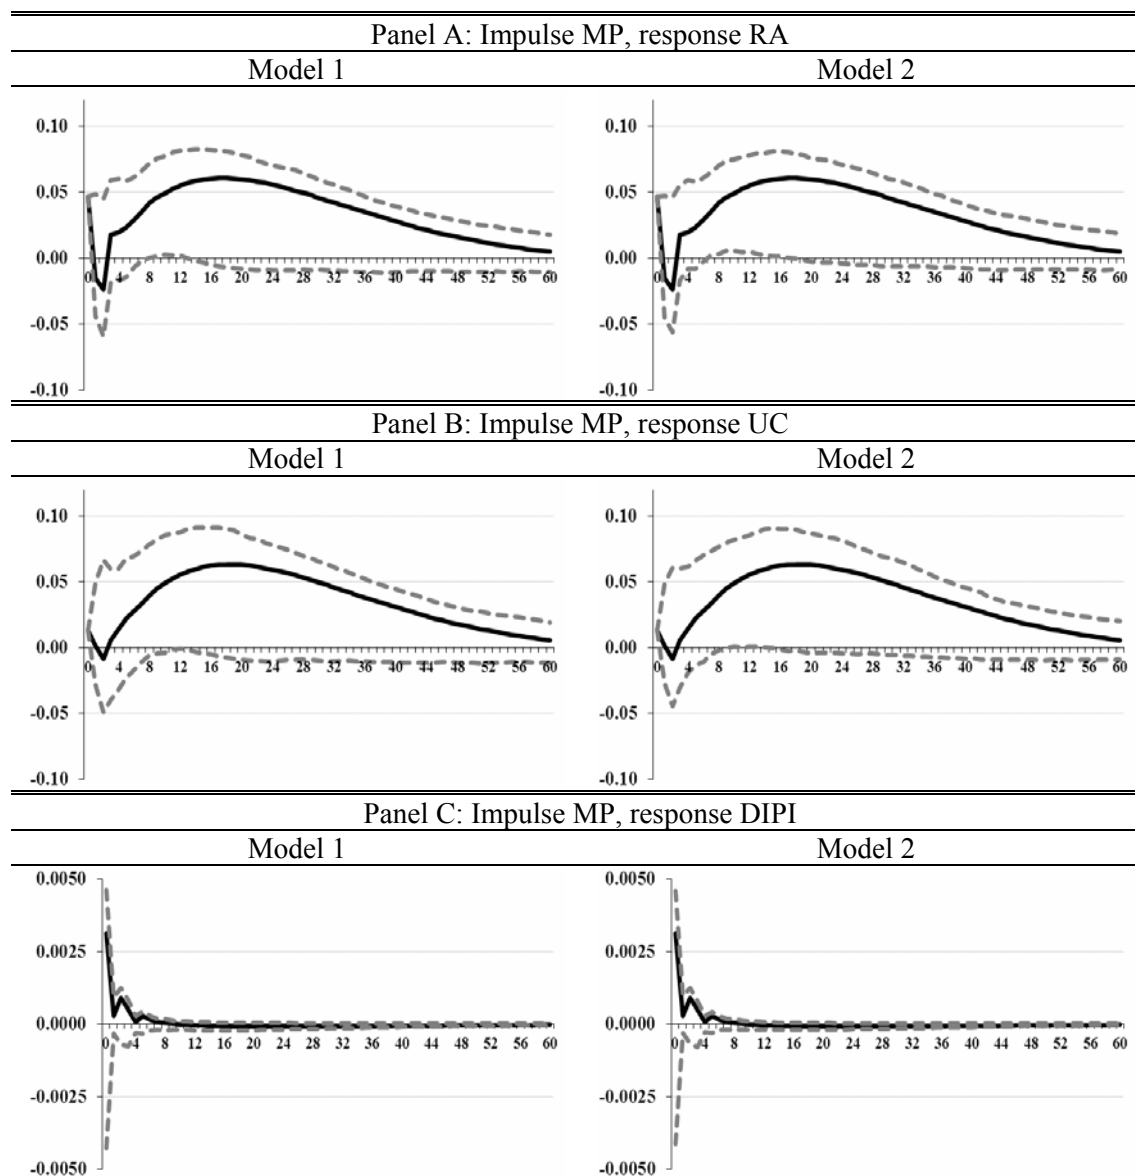 Panel A: Impulse MP, response RA
Model 1 Model 2
0.10 0.10
0.05 0.05
0.00 0.00
0 4 8 12 16 20 24 28 32 36 40 44 48 52 56 60 0 4 8 12 16 20 24 28 32 36 40 44 48 52 56 60
-0.05 -0.05
-0.10 -0.10
Panel B: Impulse MP, response UC
Model 1 Model 2
0.10 0.10
0.05 0.05
0.00 0.00
0 4 8 12 16 20 24 28 32 36 40 44 48 52 56 60 0 4 8 12 16 20 24 28 32 36 40 44 48 52 56 60
-0.05 -0.05
-0.10 -0.10
Panel C: Impulse MP, response DIPI
Model 1 Model 2
0.0050 0.0050
0.0025 0.0025
0.0000 0.0000
0 4 8 12 16 20 24 28 32 36 40 44 48 52 56 60 0 4 8 12 16 20 24 28 32 36 40 44 48 52 56 60
-0.0025 -0.0025
-0.0050 -0.0050